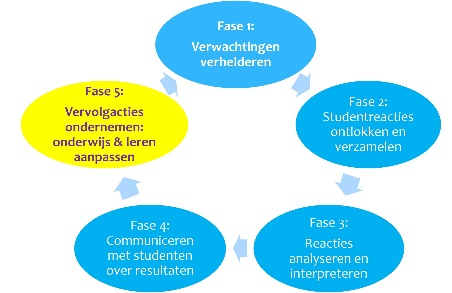 Fase 1:
Verwachtingen
verhelderen
Fase 2:
Studentreacties
ontlokken en
verzamelen
Fase 3:
Reacties
analyseren en
interpreteren
Fase 4:
Communiceren
met studenten
over resultaten
Fase 5:
Vervolgacties
ondernemen:
onderwijs & leren
aanpassen